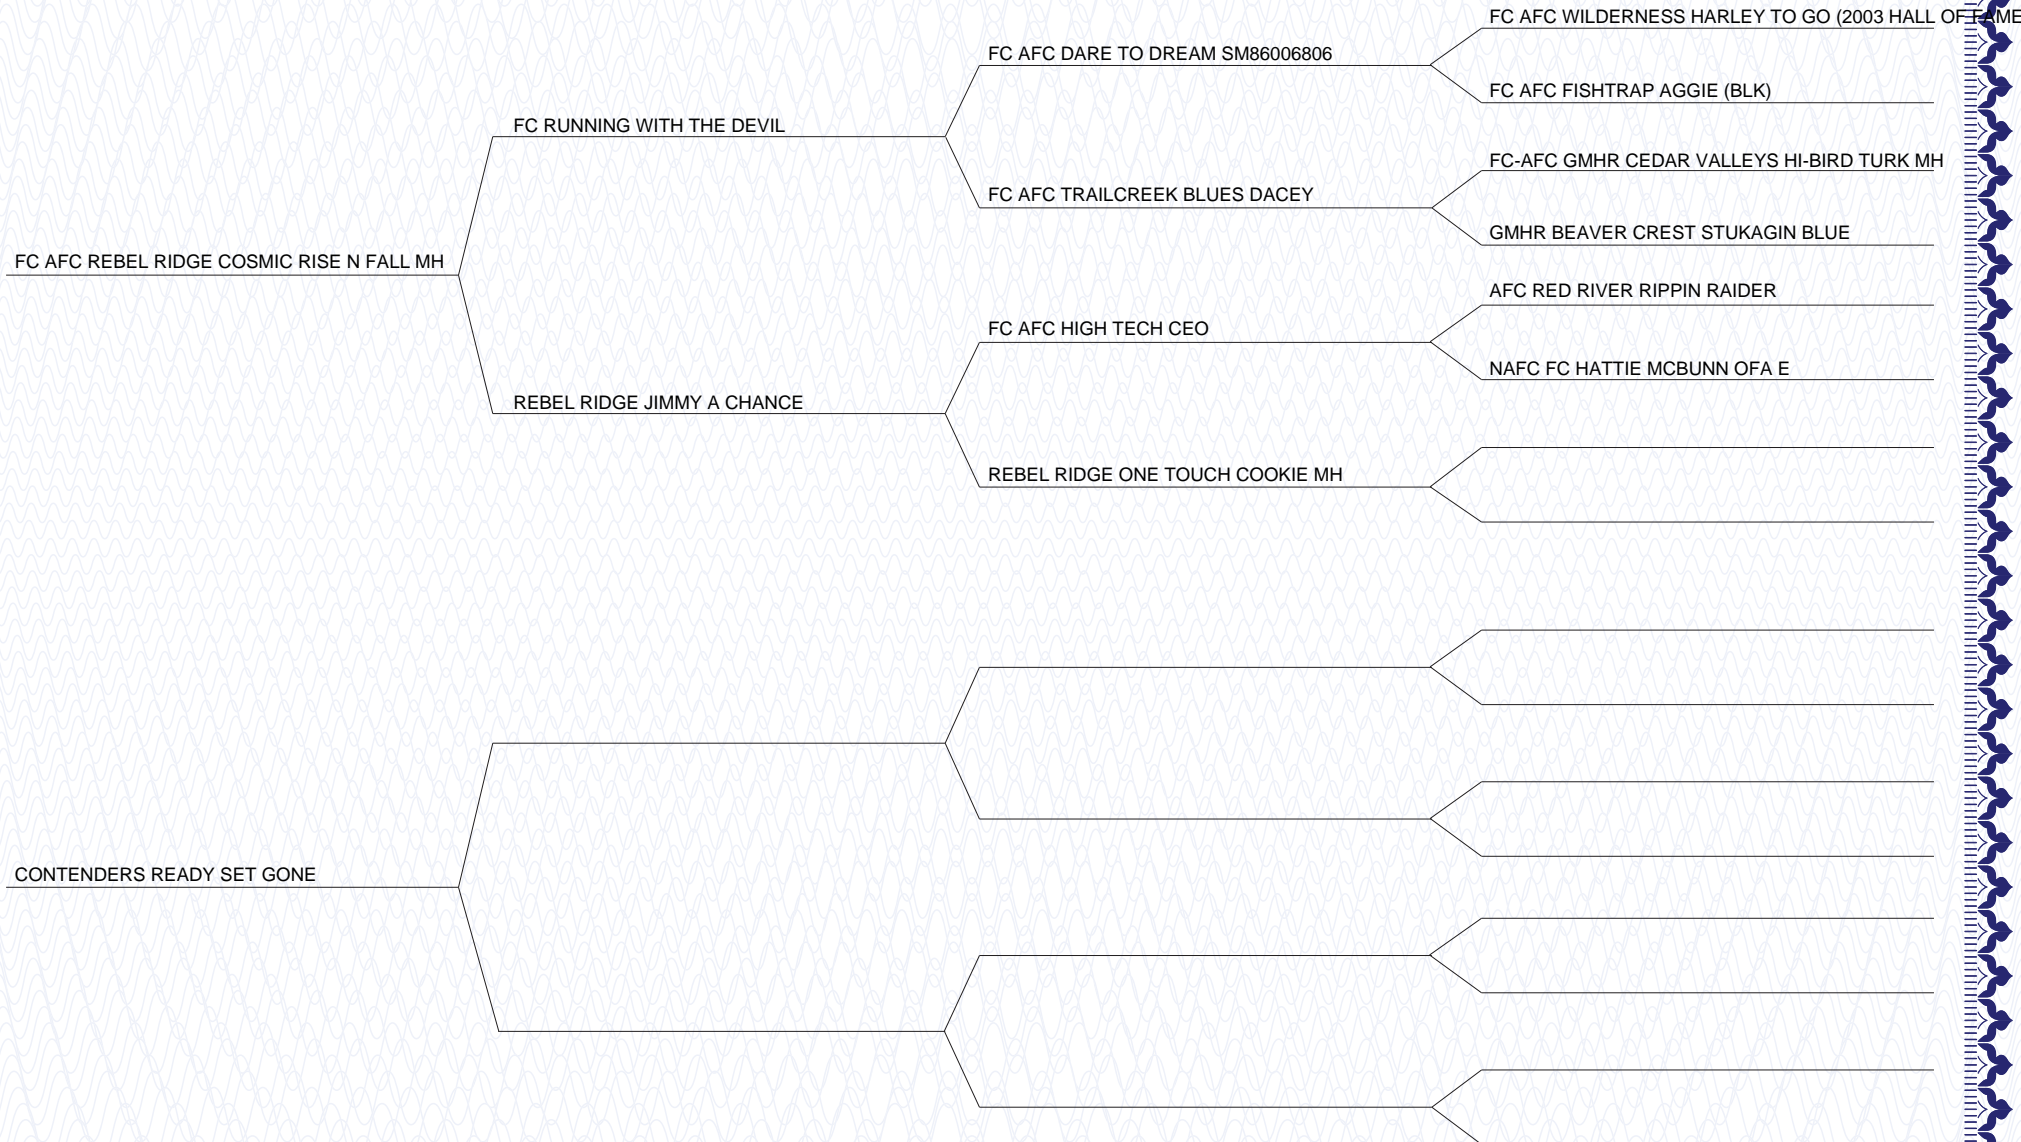 FC AFC WILDERNESS HARLEY TO GO (2003 HALL OF FAME
FC AFC DARE TO DREAM SM86006806
FC AFC FISHTRAP AGGIE (BLK)
FC RUNNING WITH THE DEVIL
FC-AFC GMHR CEDAR VALLEYS HI-BIRD TURK MH
FC AFC TRAILCREEK BLUES DACEY
GMHR BEAVER CREST STUKAGIN BLUE
FC AFC REBEL RIDGE COSMIC RISE N FALL MH
AFC RED RIVER RIPPIN RAIDER
FC AFC HIGH TECH CEO
NAFC FC HATTIE MCBUNN OFA E
REBEL RIDGE JIMMY A CHANCE
REBEL RIDGE ONE TOUCH COOKIE MH
CONTENDERS READY SET GONE